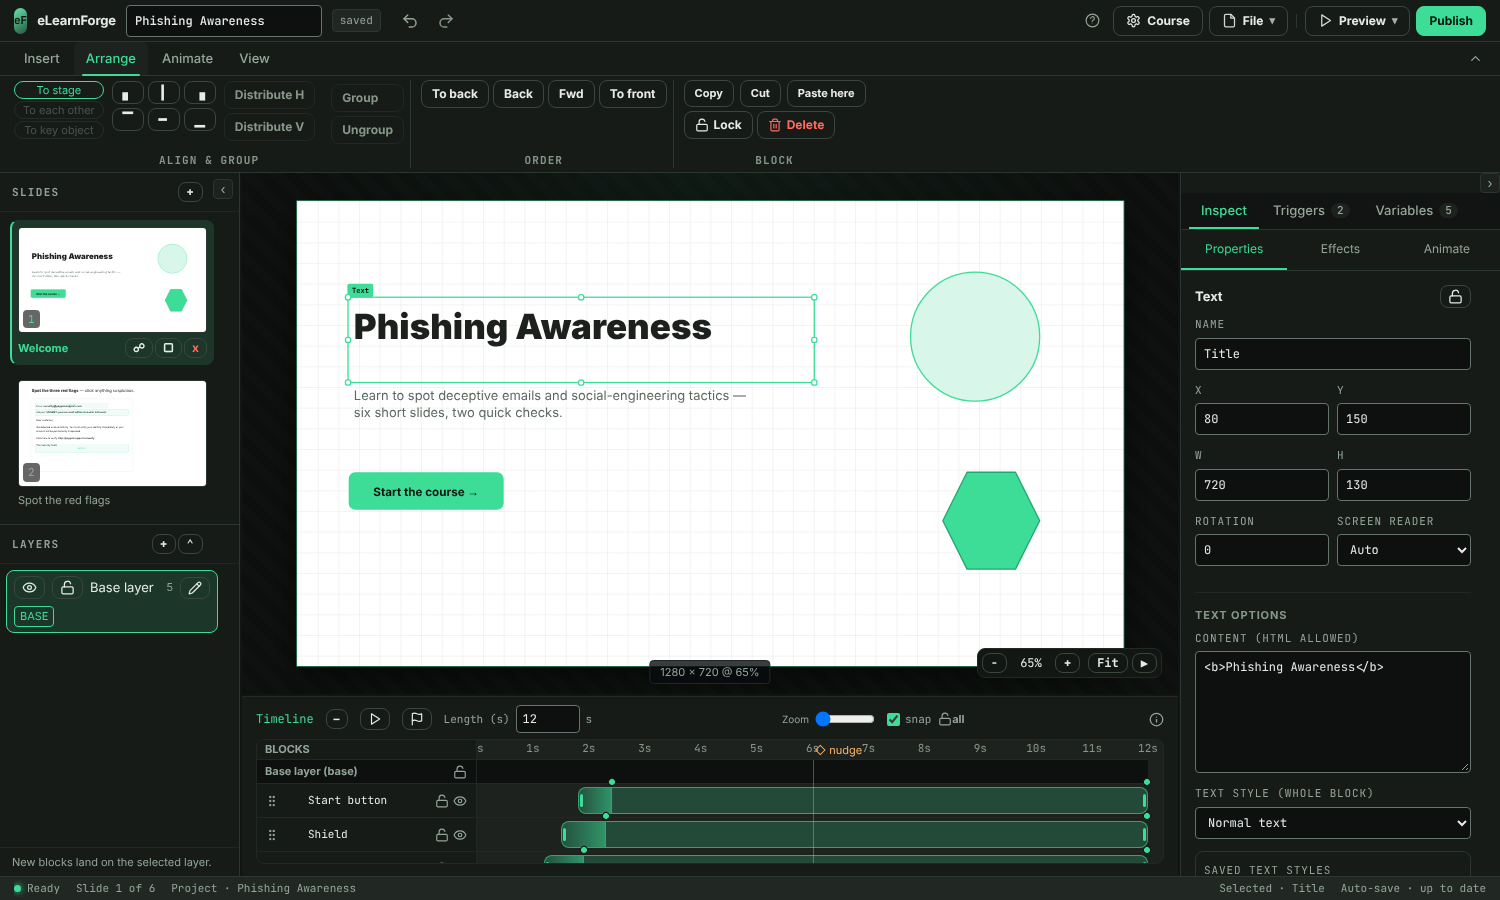 eF eLearnForge Phishing Awareness saved Course File ▾ Preview ▾ Publish
Insert Arrange Animate View
To stage
To each other
To key object
Distribute H
Distribute V
Group
Ungroup
ALIGN & GROUP
To back Back Fwd To front
ORDER
Copy Cut Paste here
Lock Delete
BLOCK
SLIDES +
Phishing Awareness
1
Welcome x
Spot the three red flags — click anything suspicious.
2
Spot the red flags
LAYERS + ^
Base layer 5
BASE
New blocks land on the selected layer.
Text
Phishing Awareness
Learn to spot deceptive emails and social-engineering tactics —
six short slides, two quick checks.
Start the course →
1280 × 720 @ 65%
- 65% + Fit ▶
Timeline − Length (s) 12 s Zoom snap all
BLOCKS s 1s 2s 3s 4s 5s 6s nudge 7s 8s 9s 10s 11s 12s
Base layer (base)
Start button
Shield
Inspect Triggers 2 Variables 5
Properties Effects Animate
Text
NAME
Title
X Y
80 150
W H
720 130
ROTATION SCREEN READER
0 Auto
TEXT OPTIONS
CONTENT (HTML ALLOWED)
<b>Phishing Awareness</b>
TEXT STYLE (WHOLE BLOCK)
Normal text
SAVED TEXT STYLES
Ready Slide 1 of 6 Project · Phishing Awareness Selected · Title Auto-save · up to date